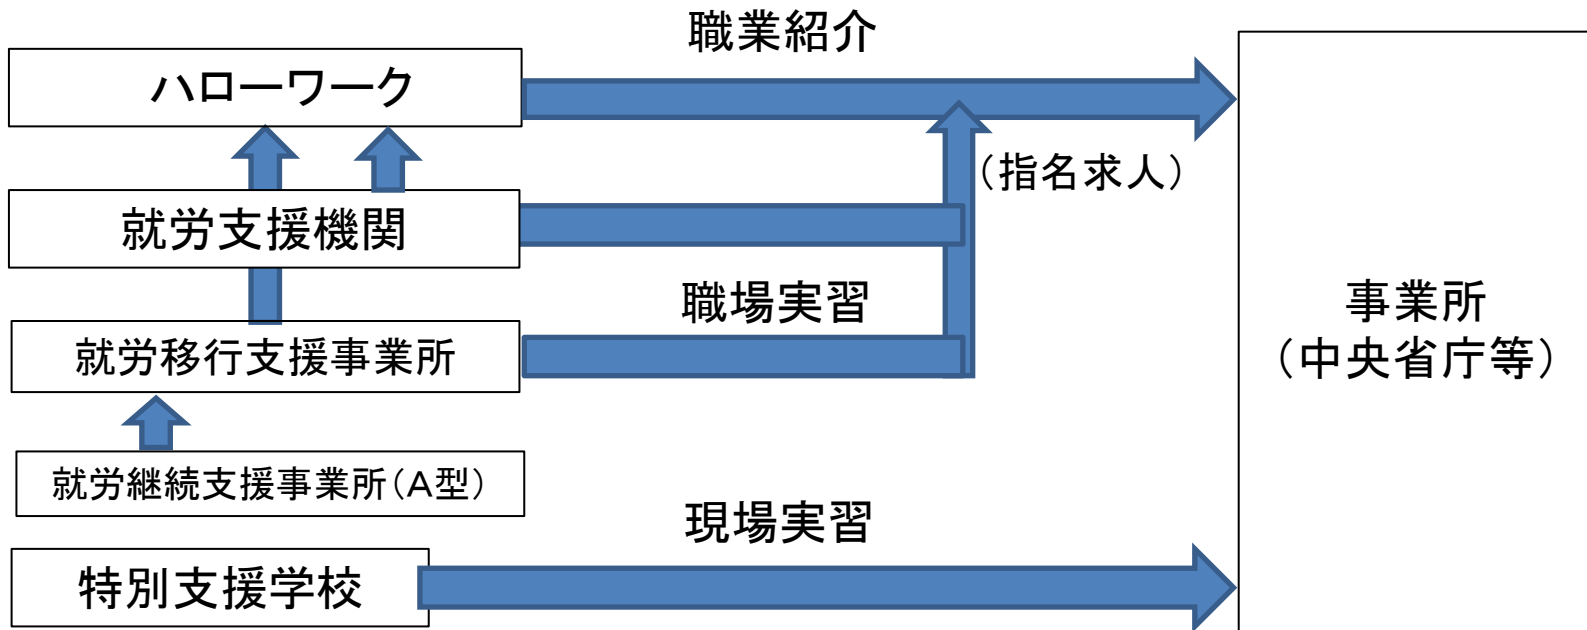 職業紹介
ハローワーク
（指名求人）
就労支援機関
職場実習
就労移行支援事業所
事業所
（中央省庁等）
就労継続支援事業所（A型）
現場実習
特別支援学校